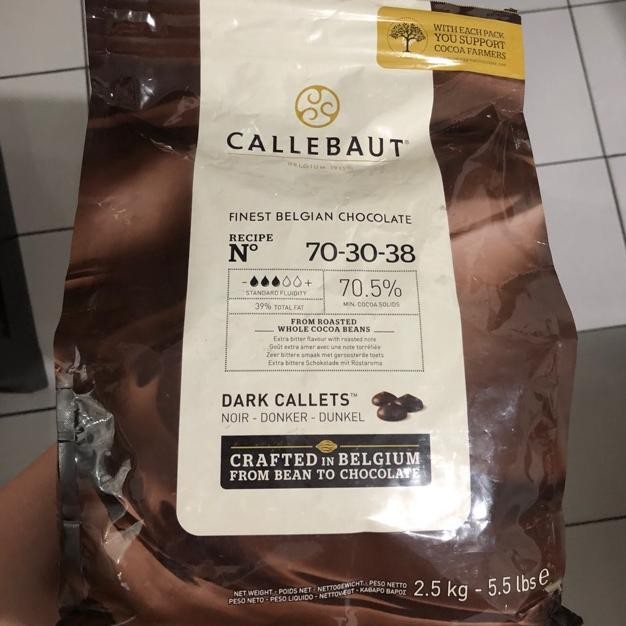 WITH EACH PACK
YOU SUPPORT
COCOA FARMERS
CALLEBAUT®
BELGIUM 1911
FINEST BELGIAN CHOCOLATE
RECIPE
N° 70-30-38
- +
STANDARD FLUIDITY
39% TOTAL FAT
70.5%
MIN. COCOA SOLIDS
FROM ROASTED
WHOLE COCOA BEANS
Extra bitter flavour with roasted note
Goût extra amer avec une note torréfiée
Zeer bittere smaak met geroosterde toets
Extra bittere Schokolade mit Röstaroma
DARK CALLETS™
NOIR - DONKER - DUNKEL
CRAFTED IN BELGIUM
FROM BEAN TO CHOCOLATE
NET WEIGHT - POIDS NET - NETTOGEWICHT - PESO NETTO
PESO NETO - PESO LIQUIDO - NETTOVÆGT - ΚΑΘΑΡΟ ΒΑΡΟΣ
2.5 kg - 5.5 lbs e